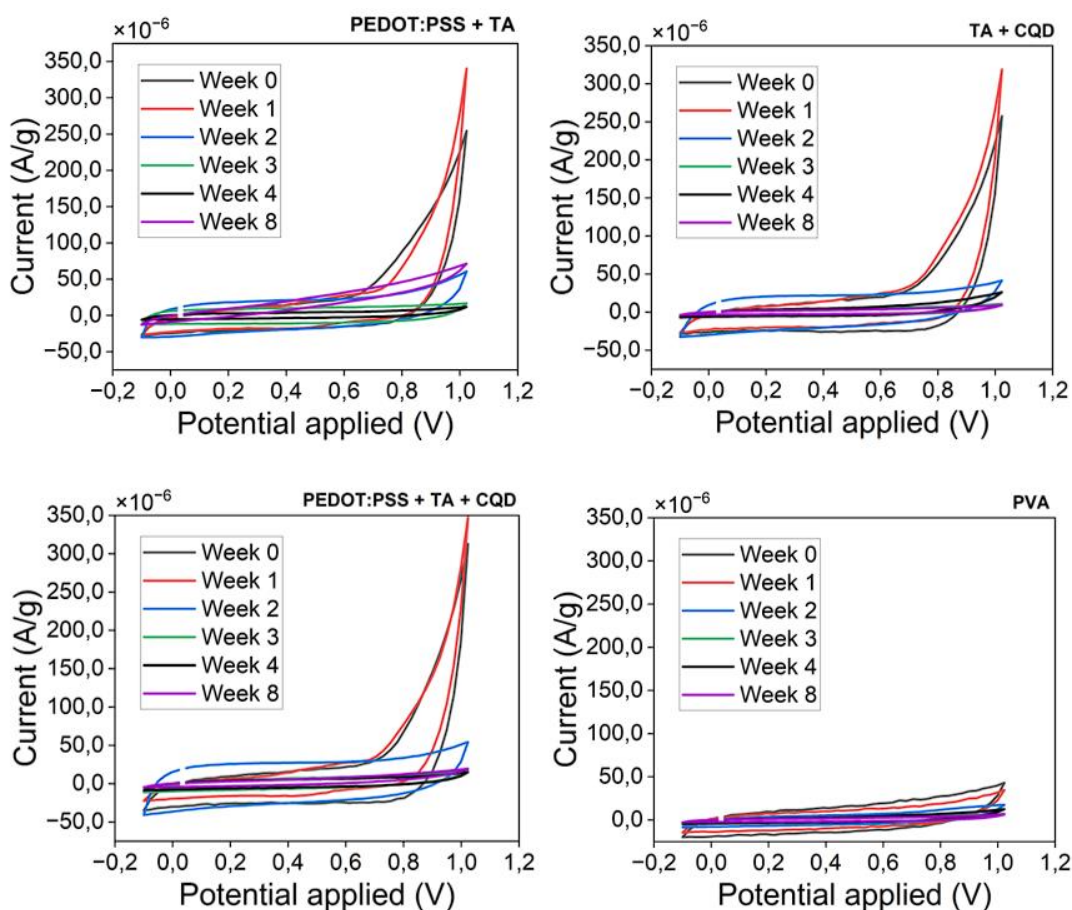 PEDOT:PSS + TA
×10⁻⁶
350,0
300,0
250,0
200,0
150,0
100,0
50,0
0,0
−50,0
Current (A/g)
Week 0
Week 1
Week 2
Week 3
Week 4
Week 8
−0,2 0,0 0,2 0,4 0,6 0,8 1,0 1,2
Potential applied (V)
TA + CQD
×10⁻⁶
350,0
300,0
250,0
200,0
150,0
100,0
50,0
0,0
−50,0
Current (A/g)
Week 0
Week 1
Week 2
Week 3
Week 4
Week 8
−0,2 0,0 0,2 0,4 0,6 0,8 1,0 1,2
Potential applied (V)
PEDOT:PSS + TA + CQD
×10⁻⁶
350,0
300,0
250,0
200,0
150,0
100,0
50,0
0,0
−50,0
Current (A/g)
Week 0
Week 1
Week 2
Week 3
Week 4
Week 8
−0,2 0,0 0,2 0,4 0,6 0,8 1,0 1,2
Potential applied (V)
PVA
×10⁻⁶
350,0
300,0
250,0
200,0
150,0
100,0
50,0
0,0
Current (A/g)
Week 0
Week 1
Week 2
Week 3
Week 4
Week 8
−0,2 0,0 0,2 0,4 0,6 0,8 1,0 1,2
Potential applied (V)